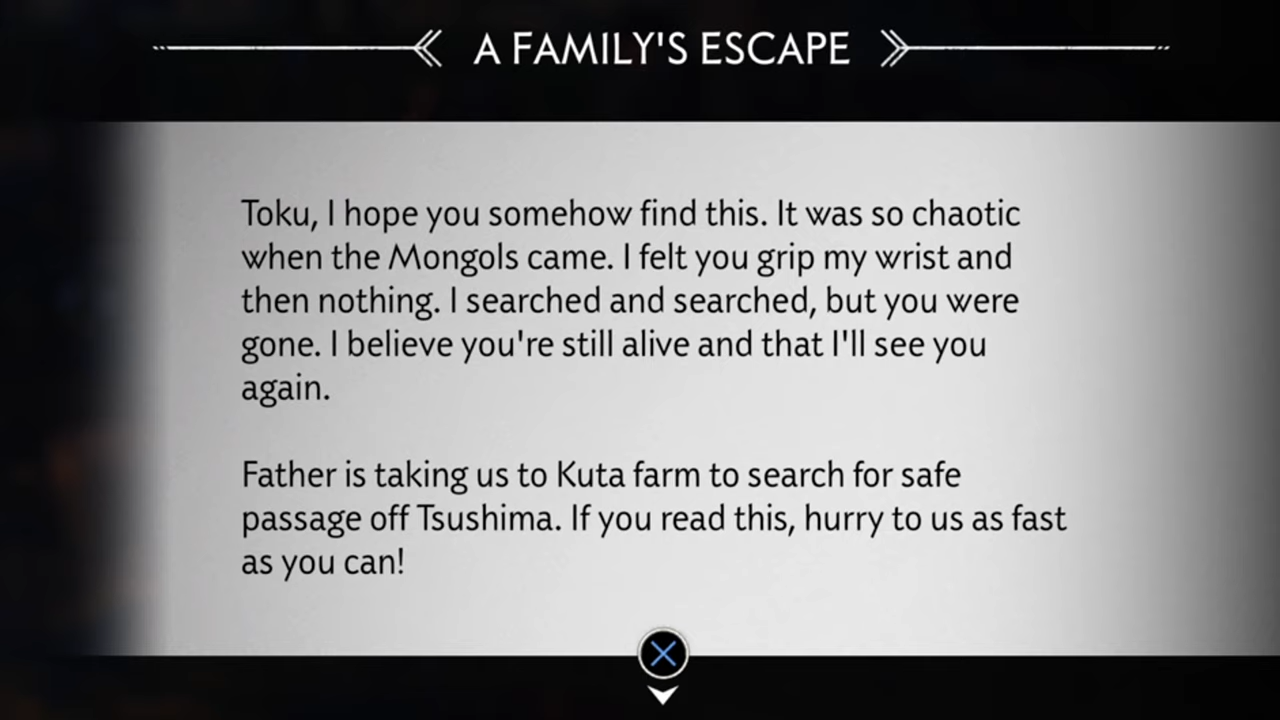 A FAMILY'S ESCAPE
Toku, I hope you somehow find this. It was so chaotic
when the Mongols came. I felt you grip my wrist and
then nothing. I searched and searched, but you were
gone. I believe you're still alive and that I'll see you
again.
Father is taking us to Kuta farm to search for safe
passage off Tsushima. If you read this, hurry to us as fast
as you can!